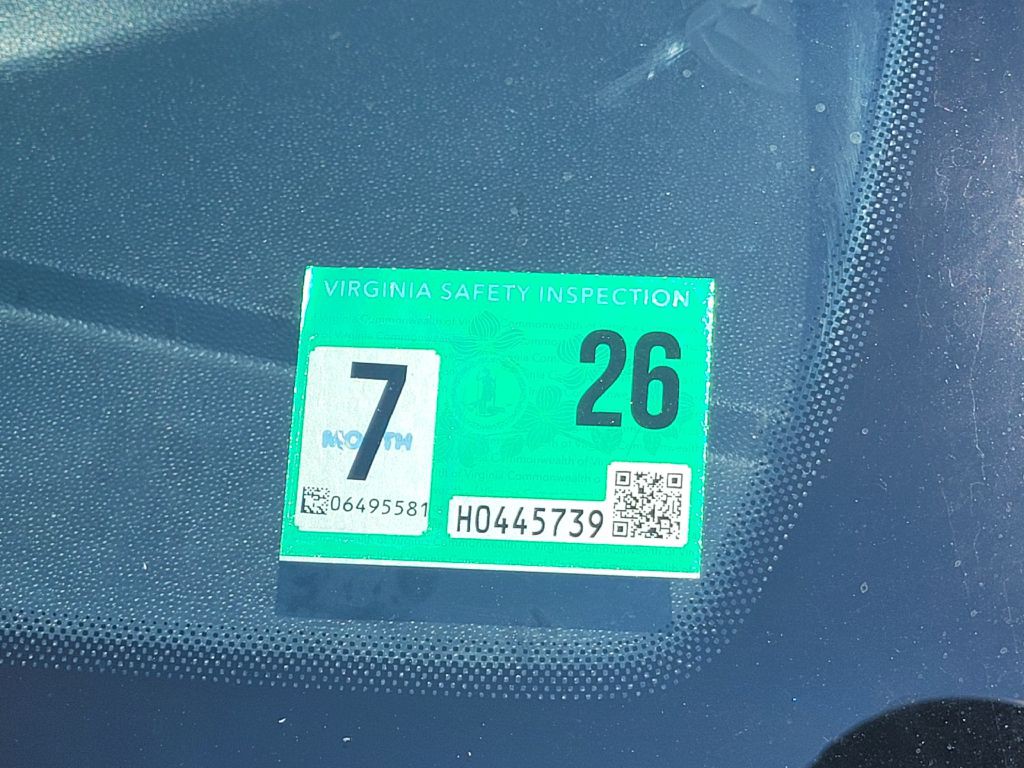 VIRGINIA SAFETY INSPECTION
26
7
MONTH
06495581
H0445739